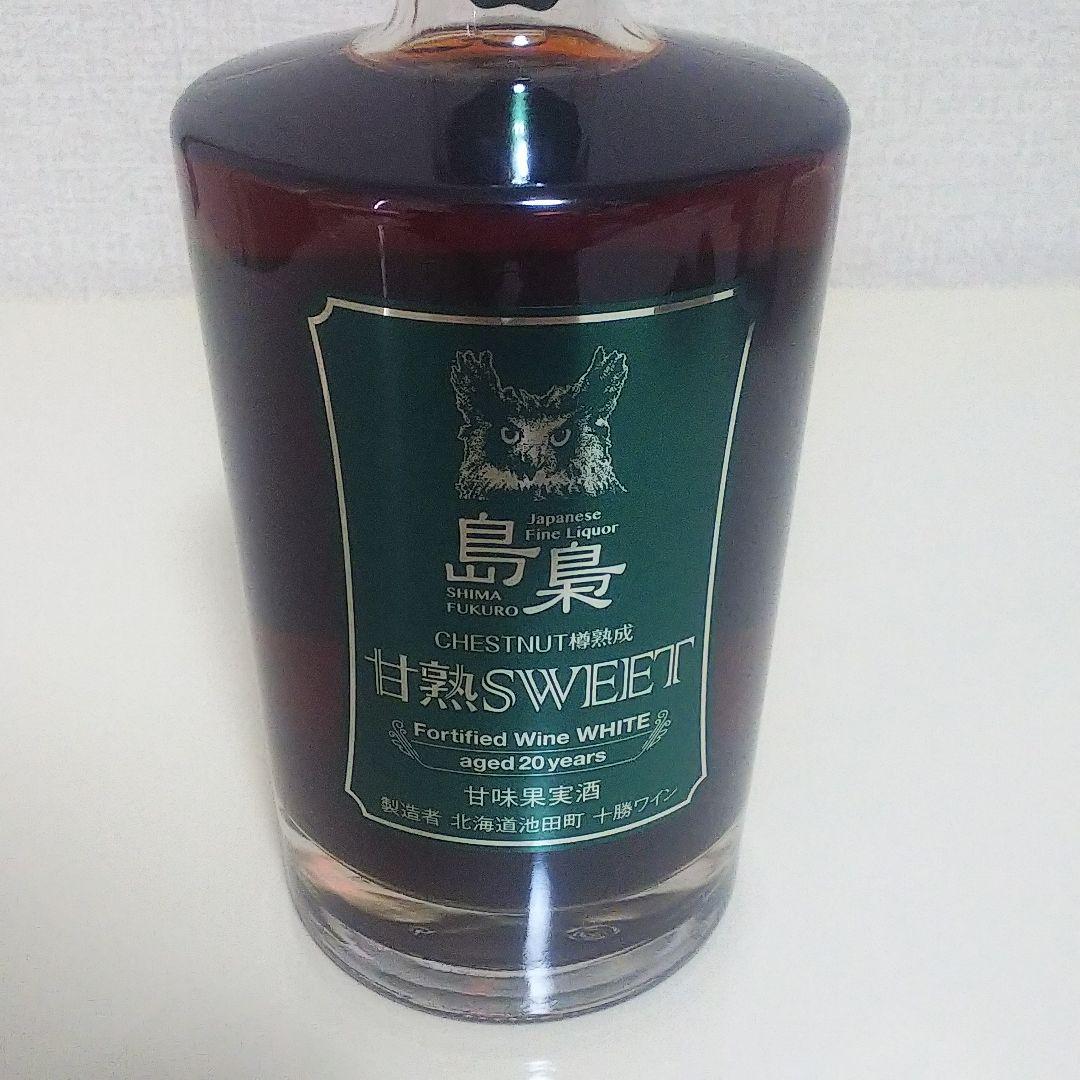 Japanese
Fine Liquor
島梟
SHIMA
FUKURO
CHESTNUT樽熟成
甘熟SWEET
Fortified Wine WHITE
aged 20 years
甘味果実酒
製造者 北海道池田町 十勝ワイン